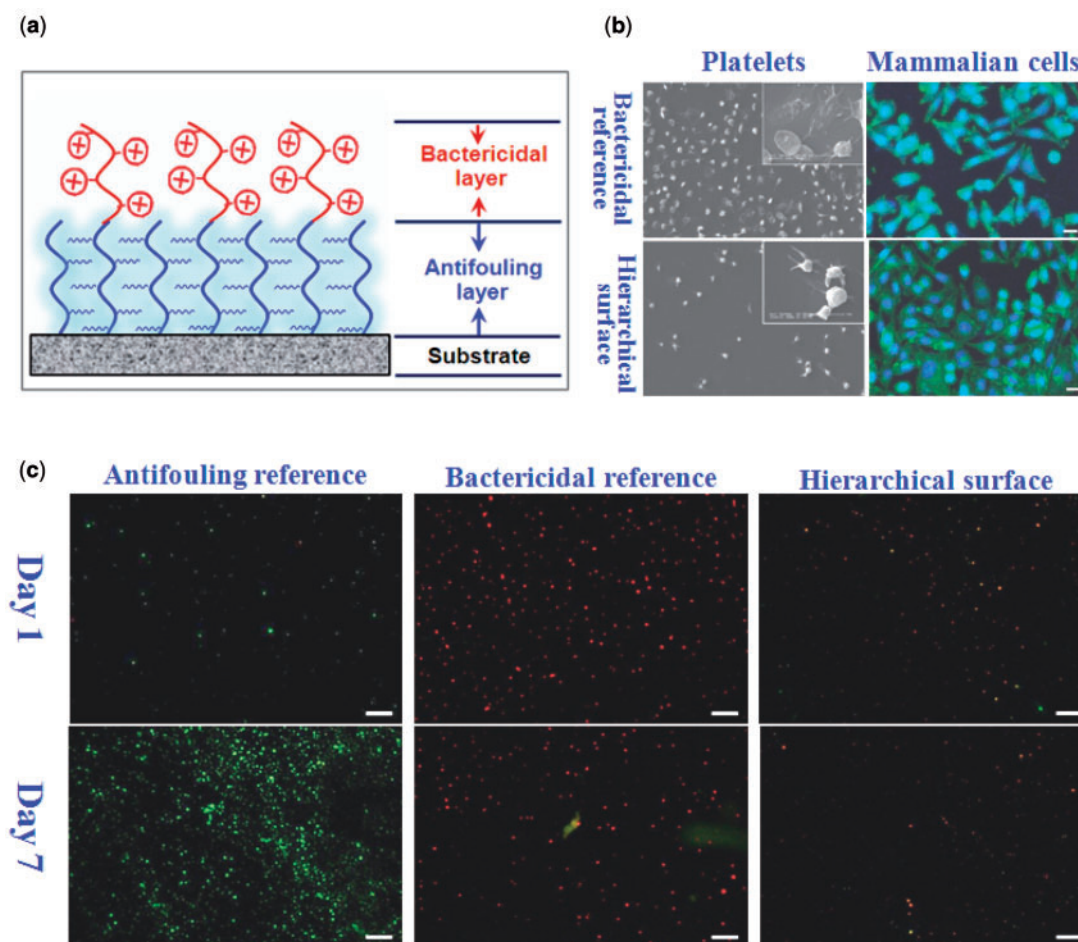 (a)
Bactericidal
layer
Antifouling
layer
Substrate
(b)
Platelets
Mammalian cells
Bactericidal
reference
Hierarchical
surface
(c)
Antifouling reference
Bactericidal reference
Hierarchical surface
Day 1
Day 7